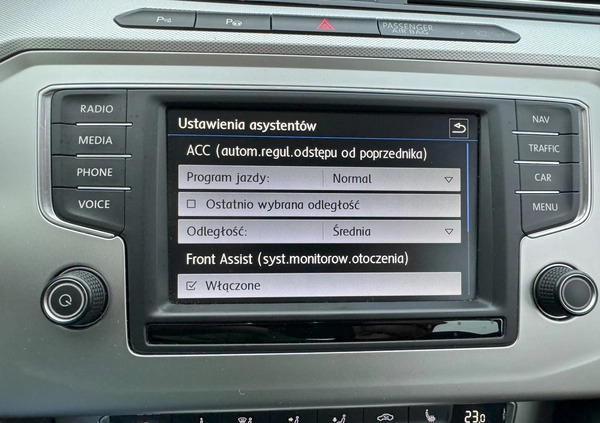 P
P
PASSENGER
AIR BAG
RADIO
MEDIA
PHONE
VOICE
Ustawienia asystentów
ACC (autom.regul.odstępu od poprzednika)
Program jazdy: Normal
Ostatnio wybrana odległość
Odległość: Średnia
Front Assist (syst.monitorow.otoczenia)
Włączone
NAV
TRAFFIC
CAR
MENU
23.0